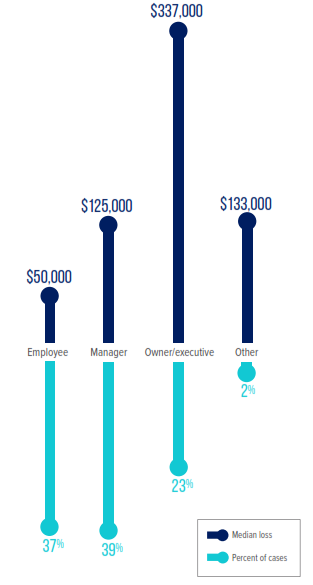 $337,000
$125,000
$133,000
$50,000
Employee Manager Owner/executive Other
2%
23%
37%
39%
Median loss
Percent of cases